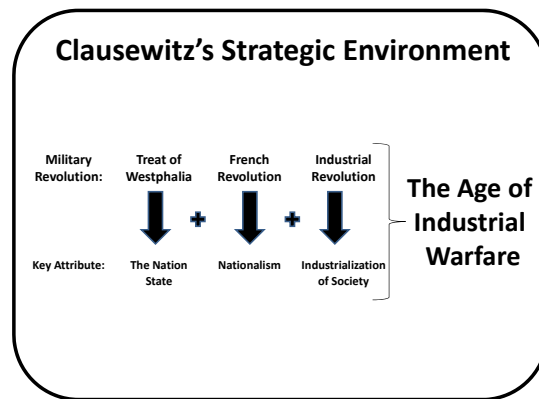 Clausewitz's Strategic Environment
Military Revolution:
Treat of Westphalia
French Revolution
Industrial Revolution
Key Attribute:
The Nation State
Nationalism
Industrialization of Society
The Age of
Industrial
Warfare